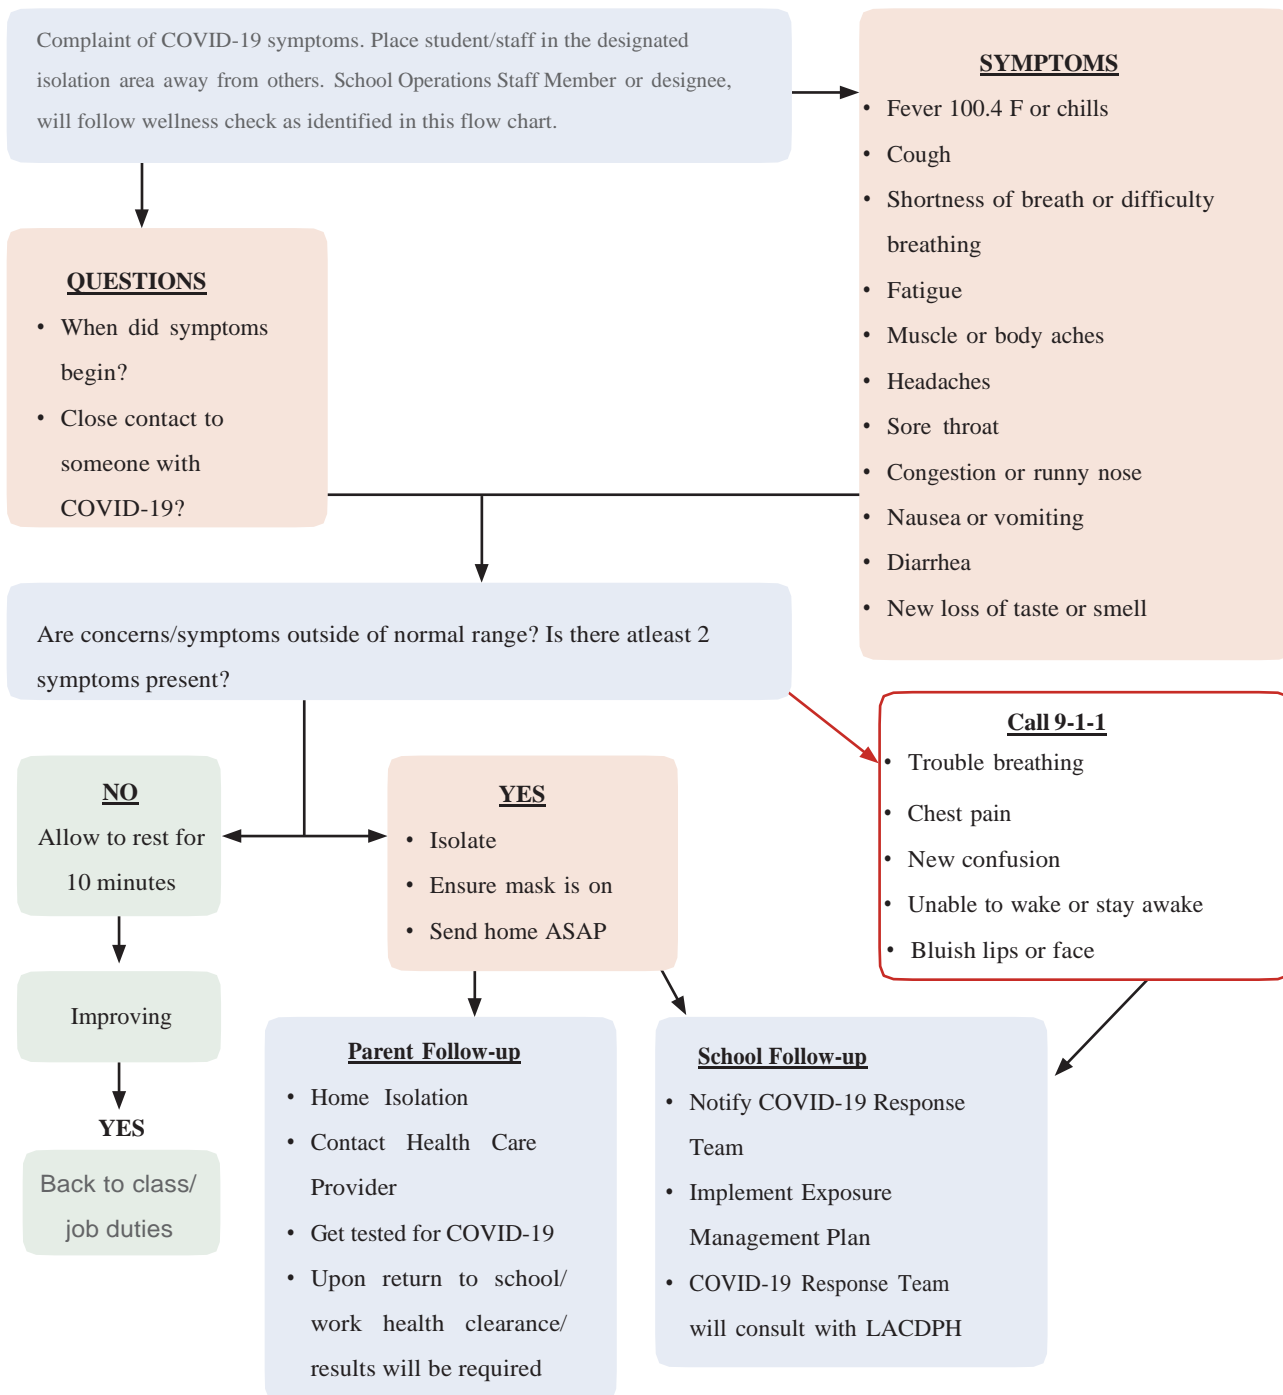 Complaint of COVID-19 symptoms. Place student/staff in the designated
isolation area away from others. School Operations Staff Member or designee,
will follow wellness check as identified in this flow chart.
SYMPTOMS
• Fever 100.4 F or chills
• Cough
• Shortness of breath or difficulty
breathing
• Fatigue
• Muscle or body aches
• Headaches
• Sore throat
• Congestion or runny nose
• Nausea or vomiting
• Diarrhea
• New loss of taste or smell
QUESTIONS
• When did symptoms
begin?
• Close contact to
someone with
COVID-19?
Are concerns/symptoms outside of normal range? Is there atleast 2
symptoms present?
Call 9-1-1
• Trouble breathing
• Chest pain
• New confusion
• Unable to wake or stay awake
• Bluish lips or face
NO
Allow to rest for
10 minutes
YES
• Isolate
• Ensure mask is on
• Send home ASAP
Improving
YES
Back to class/
job duties
Parent Follow-up
• Home Isolation
• Contact Health Care
Provider
• Get tested for COVID-19
• Upon return to school/
work health clearance/
results will be required
School Follow-up
• Notify COVID-19 Response
Team
• Implement Exposure
Management Plan
• COVID-19 Response Team
will consult with LACDPH